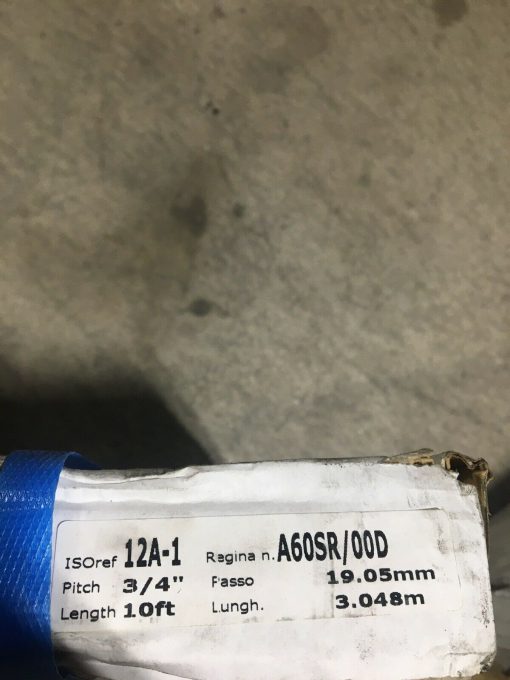 ISOref 12A-1 Regina n. A60SR/00D
Pitch 3/4" Passo 19.05mm
Length 10ft Lungh. 3.048m